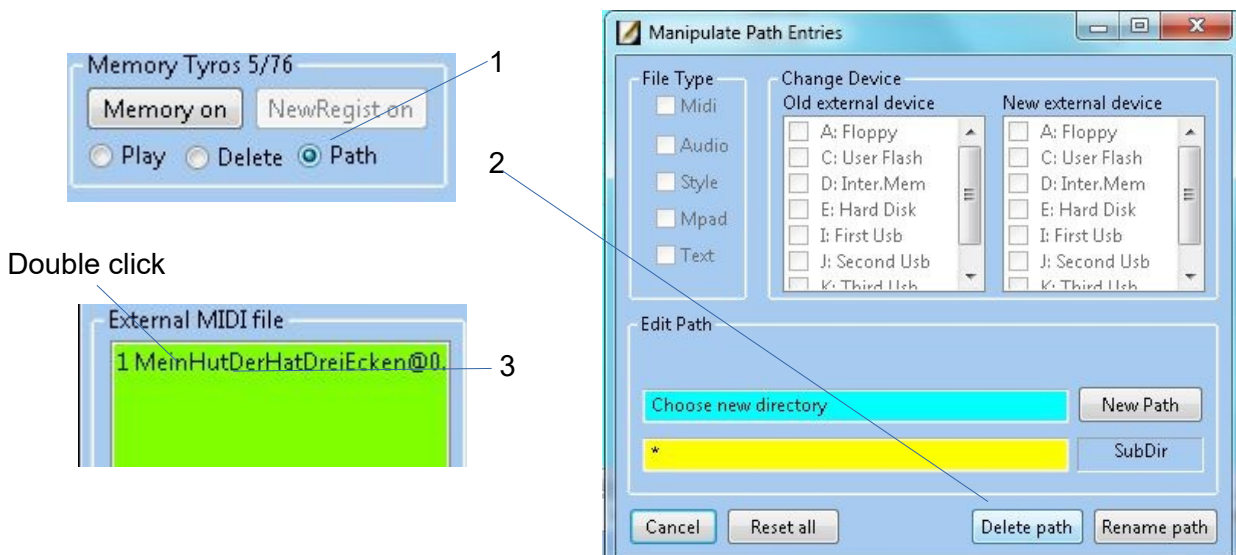 Memory Tyros 5/76
Memory on NewRegist on
Play Delete Path
1
2
Double click
External MIDI file
1 MeinHutDerHatDreiEcken@0.
3
Manipulate Path Entries
File Type
Midi
Audio
Style
Mpad
Text
Change Device
Old external device
A: Floppy
C: User Flash
D: Inter.Mem
E: Hard Disk
I: First Usb
J: Second Usb
K: Third Usb
New external device
A: Floppy
C: User Flash
D: Inter.Mem
E: Hard Disk
I: First Usb
J: Second Usb
K: Third Usb
Edit Path
Choose new directory New Path
* SubDir
Cancel Reset all Delete path Rename path